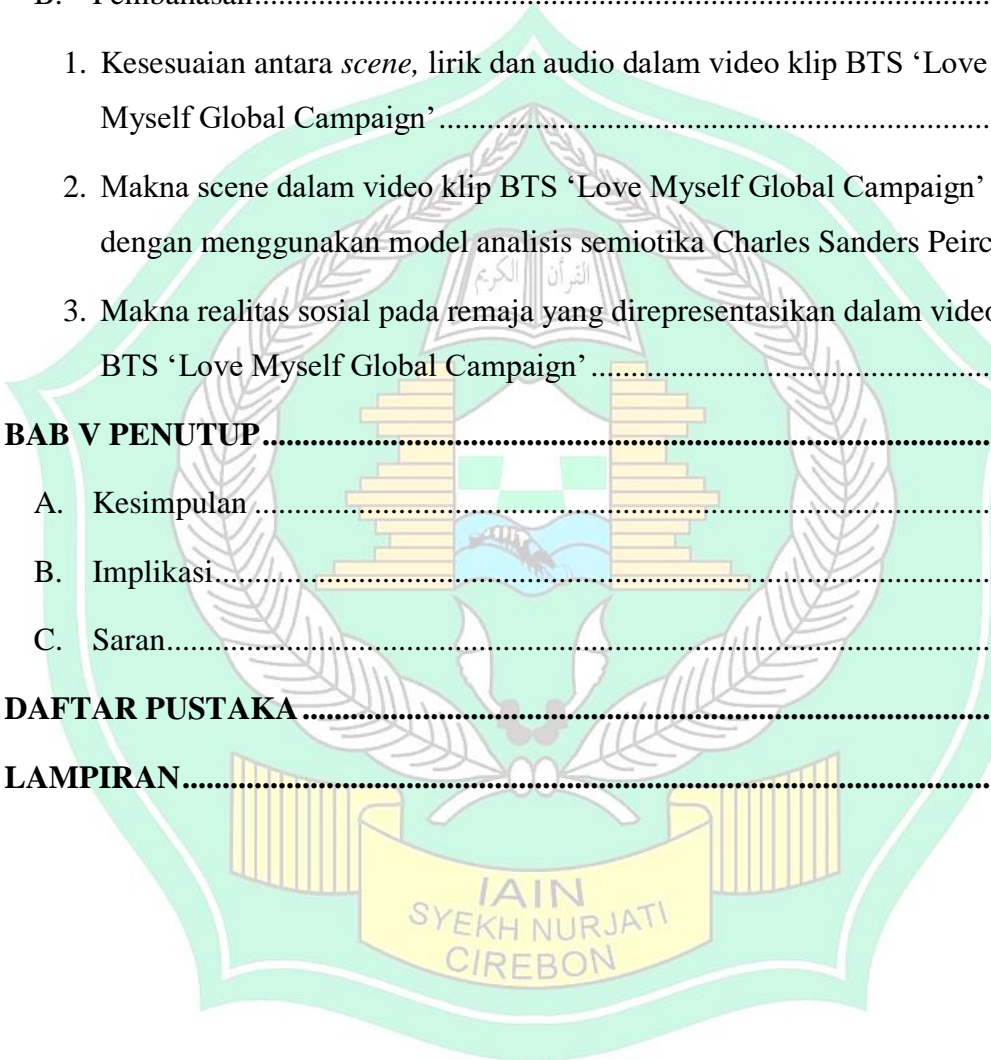 B. Pembahasan..........................................................................................
1. Kesesuaian antara scene, lirik dan audio dalam video klip BTS ‘Love
Myself Global Campaign’..............................................................
2. Makna scene dalam video klip BTS ‘Love Myself Global Campaign’
dengan menggunakan model analisis semiotika Charles Sanders Peirc
3. Makna realitas sosial pada remaja yang direpresentasikan dalam video
BTS ‘Love Myself Global Campaign’.............................................
BAB V PENUTUP..............................................................................
A. Kesimpulan..................................................................................
B. Implikasi.......................................................................................
C. Saran.............................................................................................
DAFTAR PUSTAKA.........................................................................
LAMPIRAN........................................................................................
القرآن الكريم
IAIN
SYEKH NURJATI
CIREBON